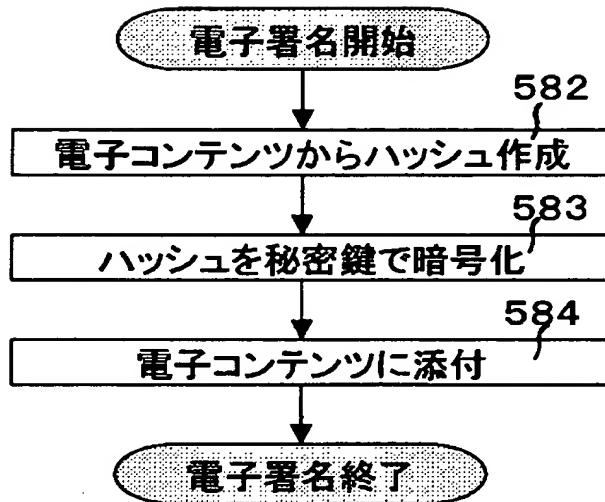 電子署名開始
582
電子コンテンツからハッシュ作成
583
ハッシュを秘密鍵で暗号化
584
電子コンテンツに添付
電子署名終了